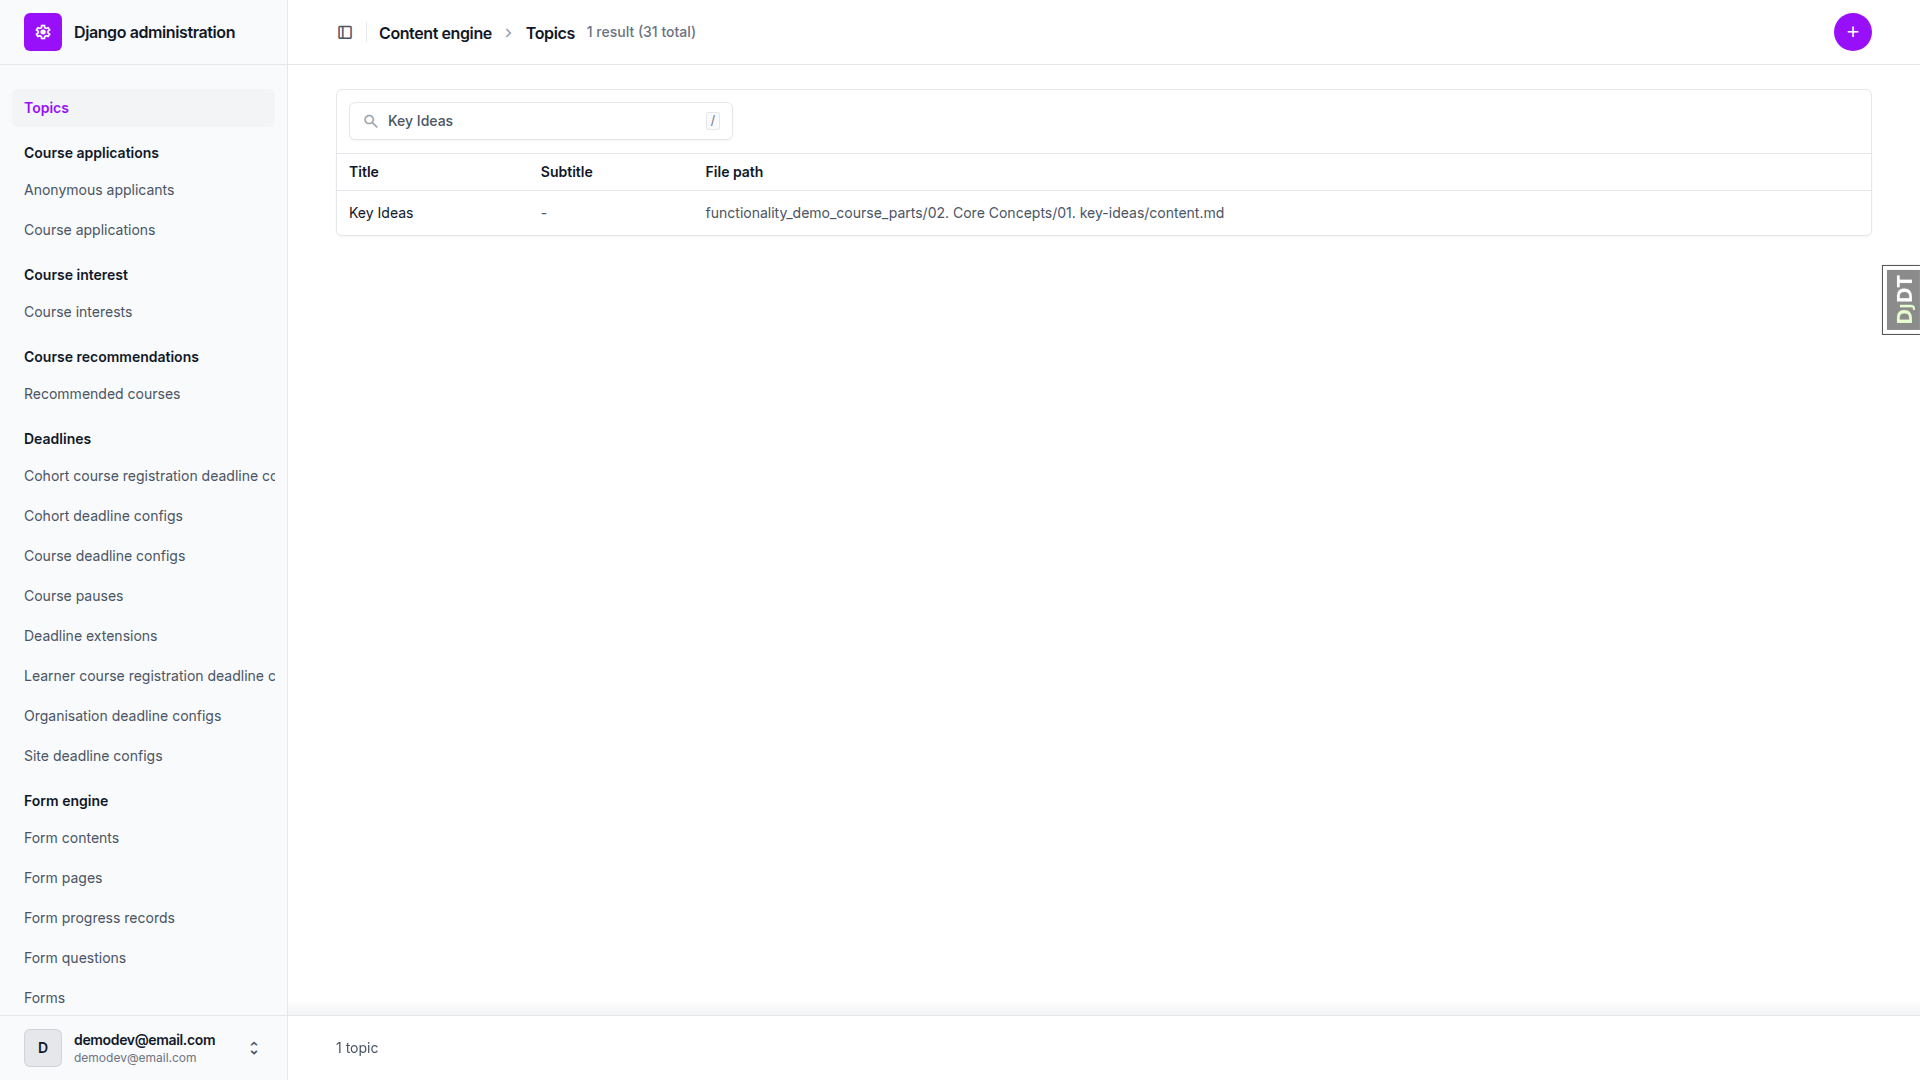 Django administration
Content engine > Topics 1 result (31 total)
+
Topics
Course applications
Anonymous applicants
Course applications
Course interest
Course interests
Course recommendations
Recommended courses
Deadlines
Cohort course registration deadline co
Cohort deadline configs
Course deadline configs
Course pauses
Deadline extensions
Learner course registration deadline c
Organisation deadline configs
Site deadline configs
Form engine
Form contents
Form pages
Form progress records
Form questions
Forms
D
demodev@email.com
demodev@email.com
Key Ideas /
Title Subtitle File path
Key Ideas - functionality_demo_course_parts/02. Core Concepts/01. key-ideas/content.md
DjDT
1 topic